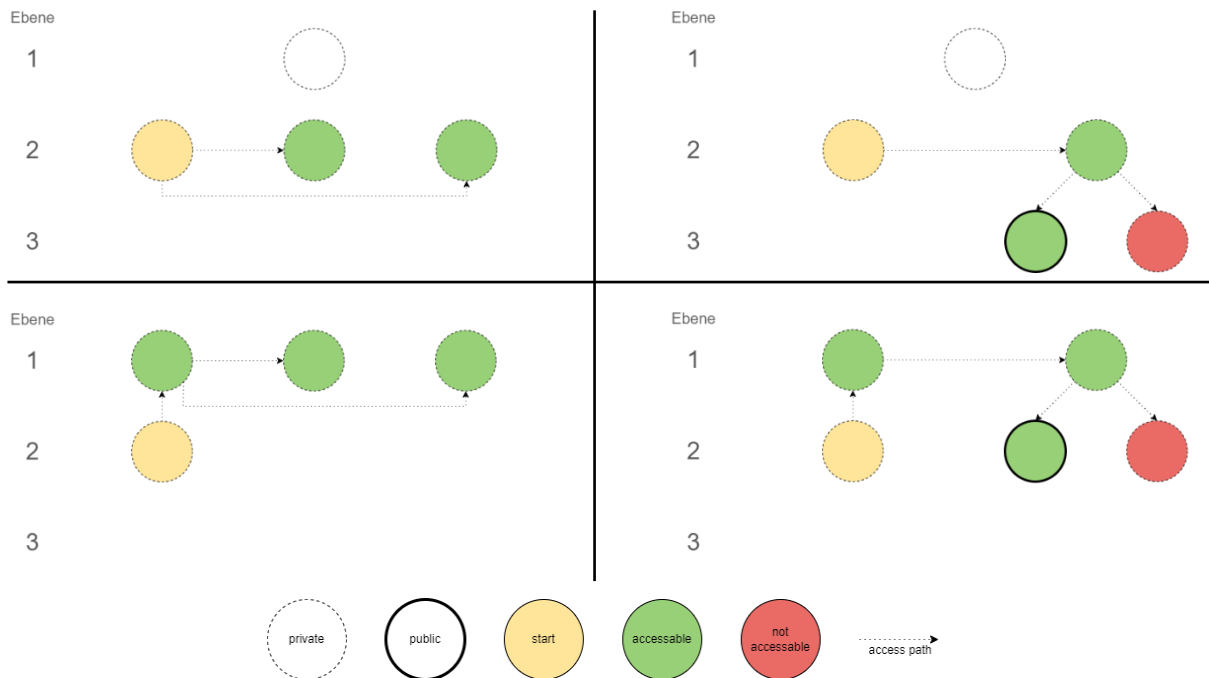 Ebene
1
2
3
Ebene
1
2
3
Ebene
1
2
3
Ebene
1
2
3
private
public
start
accessable
not
accessable
access path